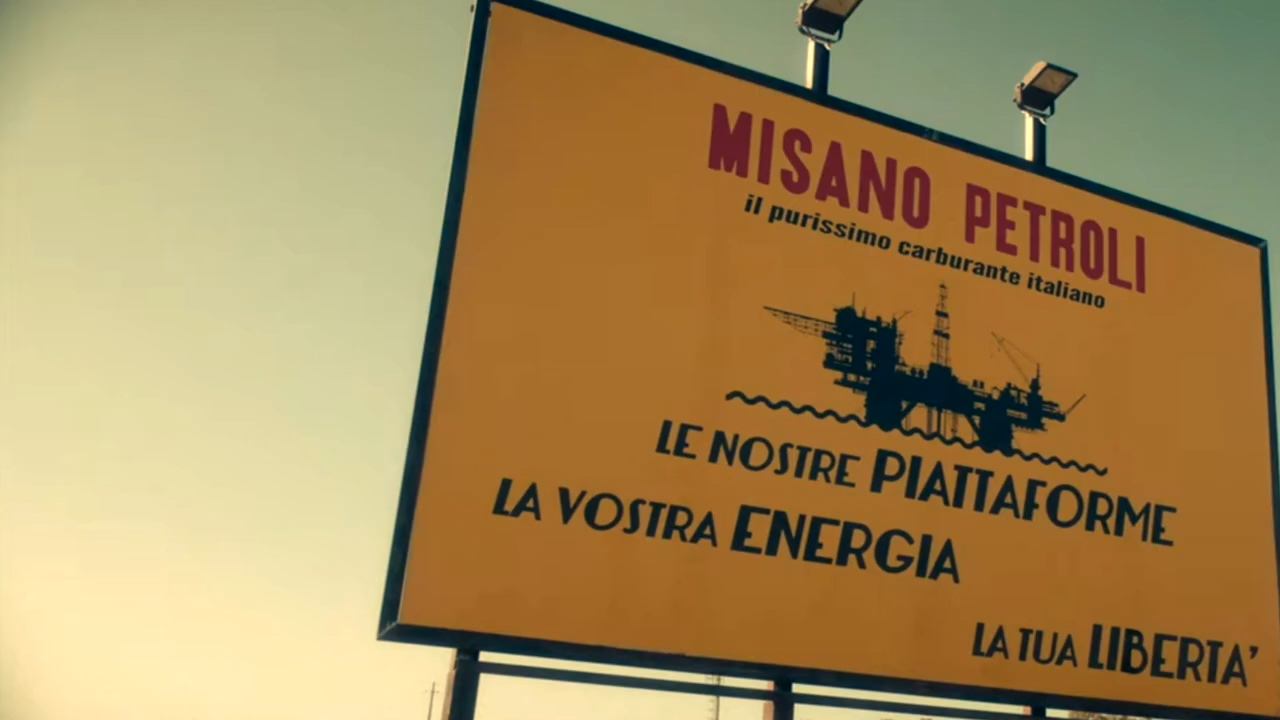 MISANO PETROLI
il purissimo carburante italiano
LE NOSTRE PIATTAFORME
LA VOSTRA ENERGIA
LA TUA LIBERTA'